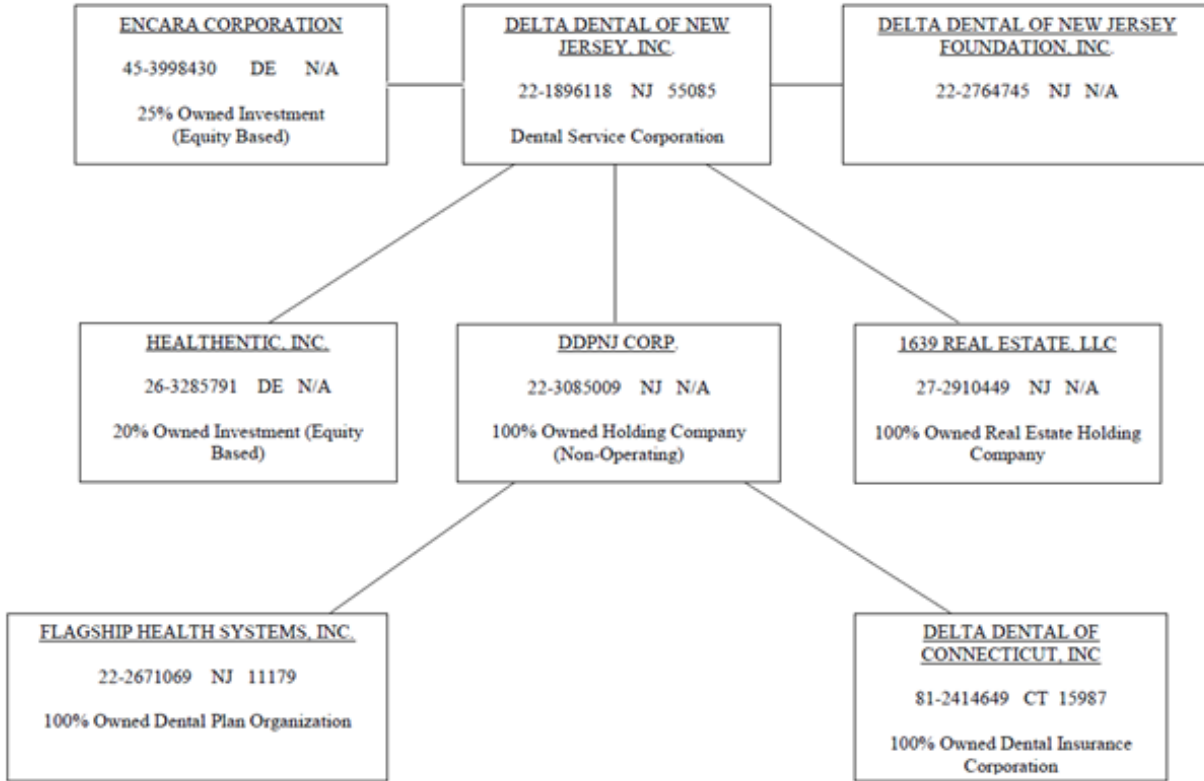 ENCARA CORPORATION
45-3998430 DE N/A
25% Owned Investment
(Equity Based)
DELTA DENTAL OF NEW
JERSEY, INC.
22-1896118 NJ 55085
Dental Service Corporation
DELTA DENTAL OF NEW JERSEY
FOUNDATION, INC.
22-2764745 NJ N/A
HEALTHENTIC, INC.
26-3285791 DE N/A
20% Owned Investment (Equity
Based)
DDPNJ CORP.
22-3085009 NJ N/A
100% Owned Holding Company
(Non-Operating)
1639 REAL ESTATE, LLC
27-2910449 NJ N/A
100% Owned Real Estate Holding
Company
FLAGSHIP HEALTH SYSTEMS, INC.
22-2671069 NJ 11179
100% Owned Dental Plan Organization
DELTA DENTAL OF
CONNECTICUT, INC
81-2414649 CT 15987
100% Owned Dental Insurance
Corporation